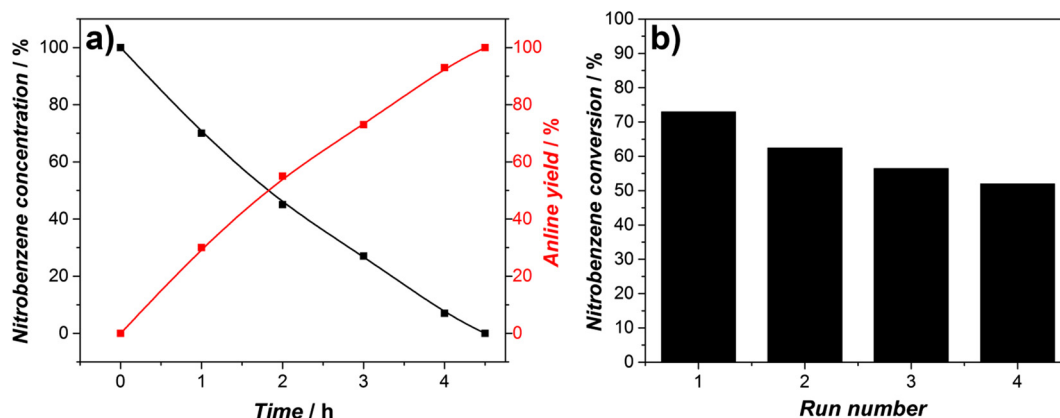 a)
Nitrobenzene concentration / %
100
80
60
40
20
0
0 1 2 3 4
Time / h
100
80
60
40
20
0
Anline yield / %
b)
Nitrobenzene conversion / %
100
90
80
70
60
50
40
30
20
10
0
1 2 3 4
Run number